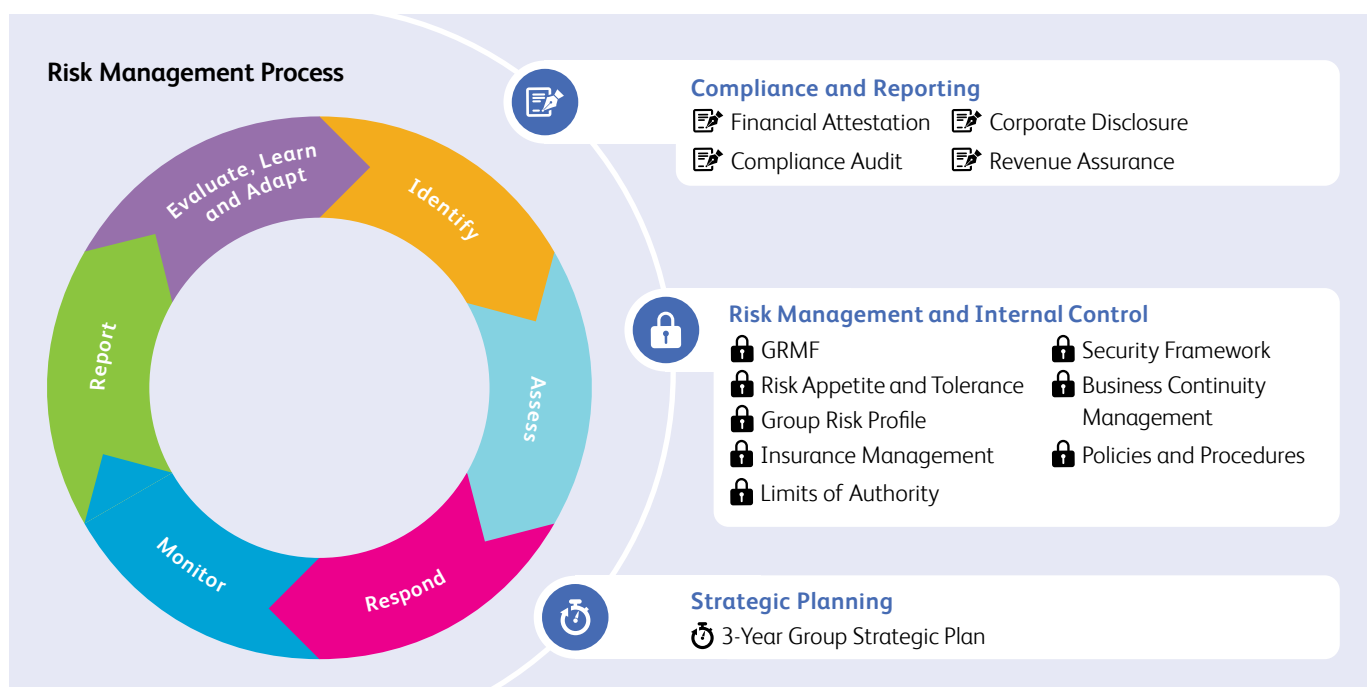 Risk Management Process
Evaluate, Learn
and Adapt
Identify
Assess
Respond
Monitor
Report
Compliance and Reporting
Financial Attestation
Corporate Disclosure
Compliance Audit
Revenue Assurance
Risk Management and Internal Control
GRMF
Risk Appetite and Tolerance
Group Risk Profile
Insurance Management
Limits of Authority
Security Framework
Business Continuity
Management
Policies and Procedures
Strategic Planning
3-Year Group Strategic Plan